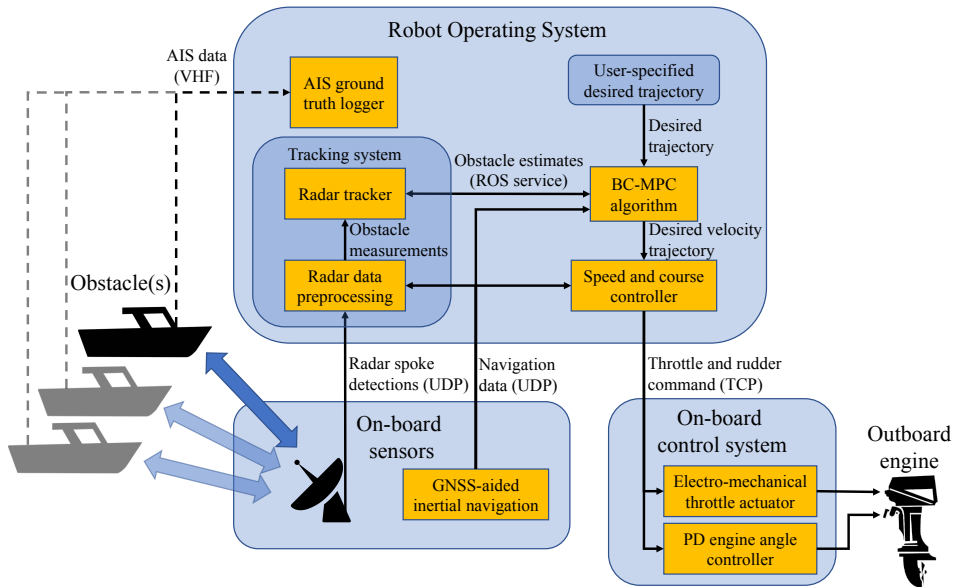 Robot Operating System
AIS data
(VHF)
AIS ground
truth logger
User-specified
desired trajectory
Desired
trajectory
Tracking system
Obstacle estimates
(ROS service)
Radar tracker
BC-MPC
algorithm
Obstacle
measurements
Desired velocity
trajectory
Radar data
preprocessing
Speed and course
controller
Obstacle(s)
Radar spoke
detections (UDP)
Navigation
data (UDP)
Throttle and rudder
command (TCP)
On-board
sensors
GNSS-aided
inertial navigation
On-board
control system
Electro-mechanical
throttle actuator
PD engine angle
controller
Outboard
engine